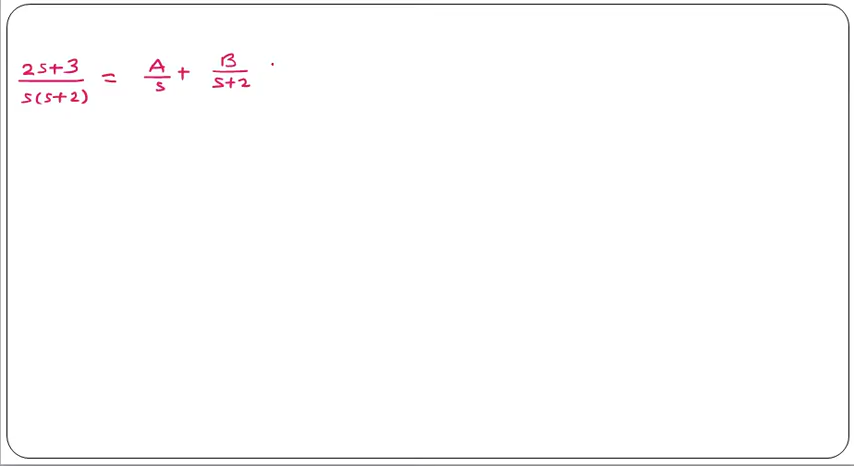 2s+3 / s(s+2) = A/s + B/s+2